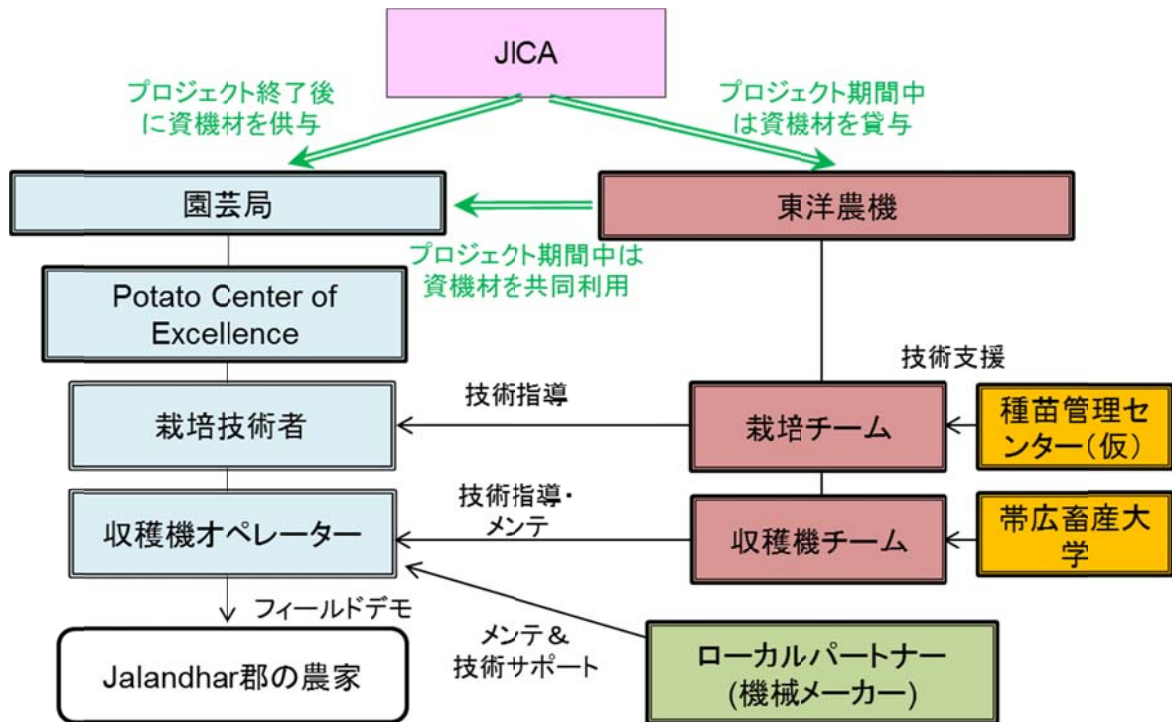 JICA
プロジェクト終了後
に資機材を供与
プロジェクト期間中
は資機材を貸与
園芸局
東洋農機
プロジェクト期間中は
資機材を共同利用
Potato Center of
Excellence
技術支援
栽培技術者
技術指導
栽培チーム
種苗管理セ
ンター(仮)
収穫機オペレーター
技術指導・
メンテ
収穫機チーム
帯広畜産大
学
フィールドデモ
Jalandhar郡の農家
メンテ&
技術サポート
ローカルパートナー
(機械メーカー)